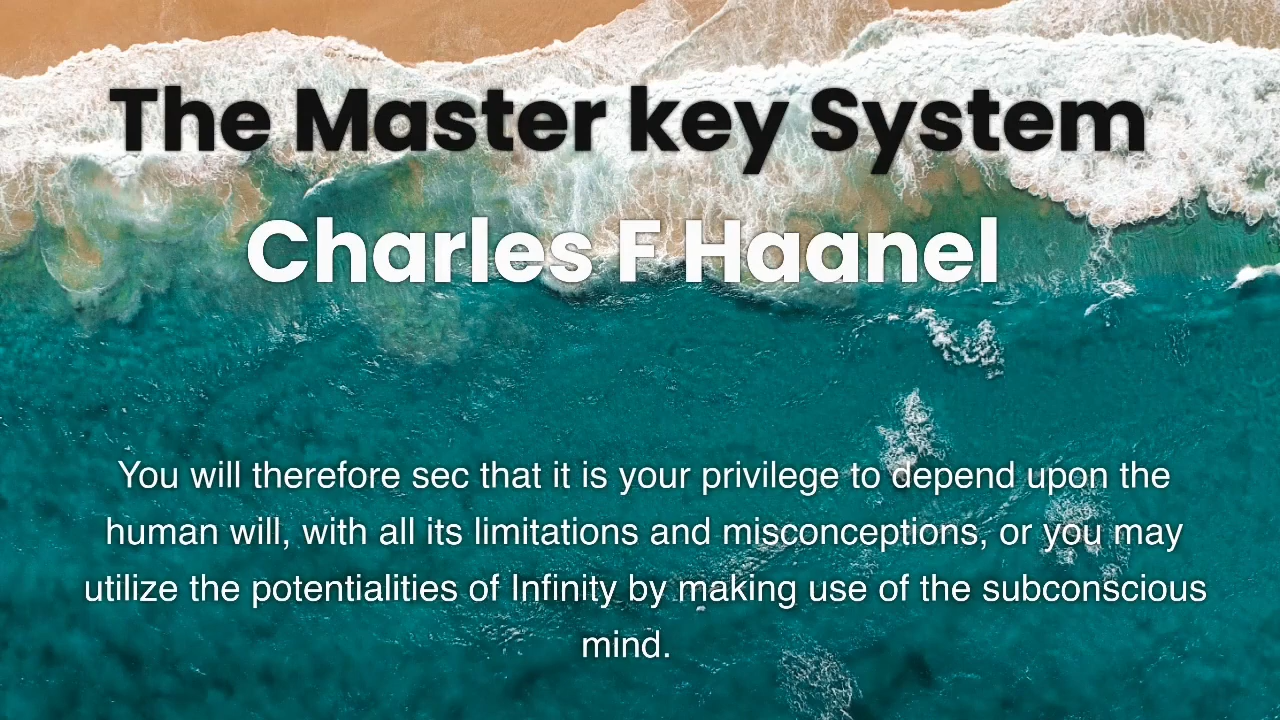 The Master key System
Charles F Haanel
You will therefore sec that it is your privilege to depend upon the
human will, with all its limitations and misconceptions, or you may
utilize the potentialities of Infinity by making use of the subconscious
mind.